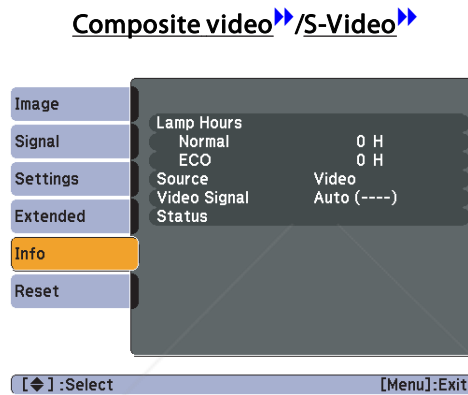 Composite video/S-Video
Image
Signal
Settings
Extended
Info
Reset
Lamp Hours
Normal 0 H
ECO 0 H
Source Video
Video Signal Auto (----)
Status
[◆] :Select [Menu]:Exit